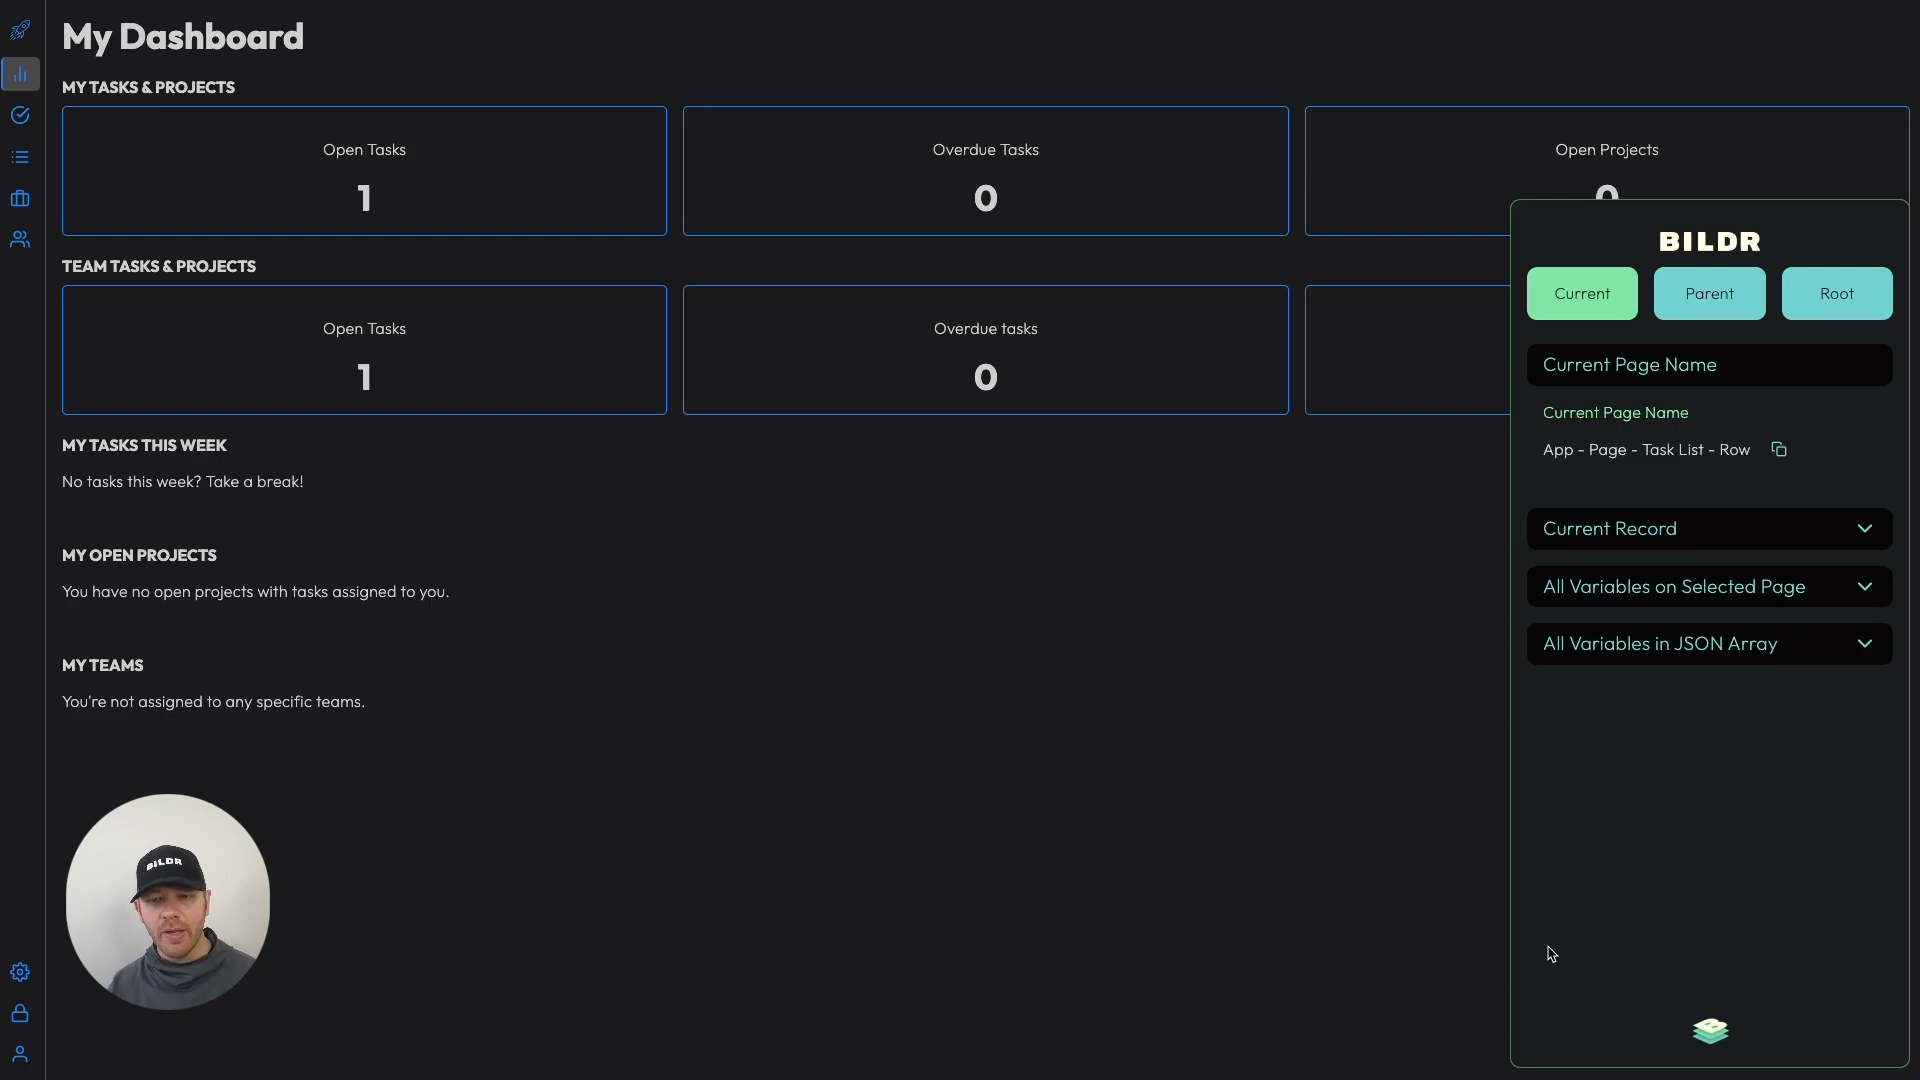 My Dashboard
MY TASKS & PROJECTS
Open Tasks
1
Overdue Tasks
0
Open Projects
0
TEAM TASKS & PROJECTS
Open Tasks
1
Overdue tasks
0
MY TASKS THIS WEEK
No tasks this week? Take a break!
MY OPEN PROJECTS
You have no open projects with tasks assigned to you.
MY TEAMS
You're not assigned to any specific teams.
BILDR
BILDR
Current
Parent
Root
Current Page Name
Current Page Name
App - Page - Task List - Row
Current Record
All Variables on Selected Page
All Variables in JSON Array